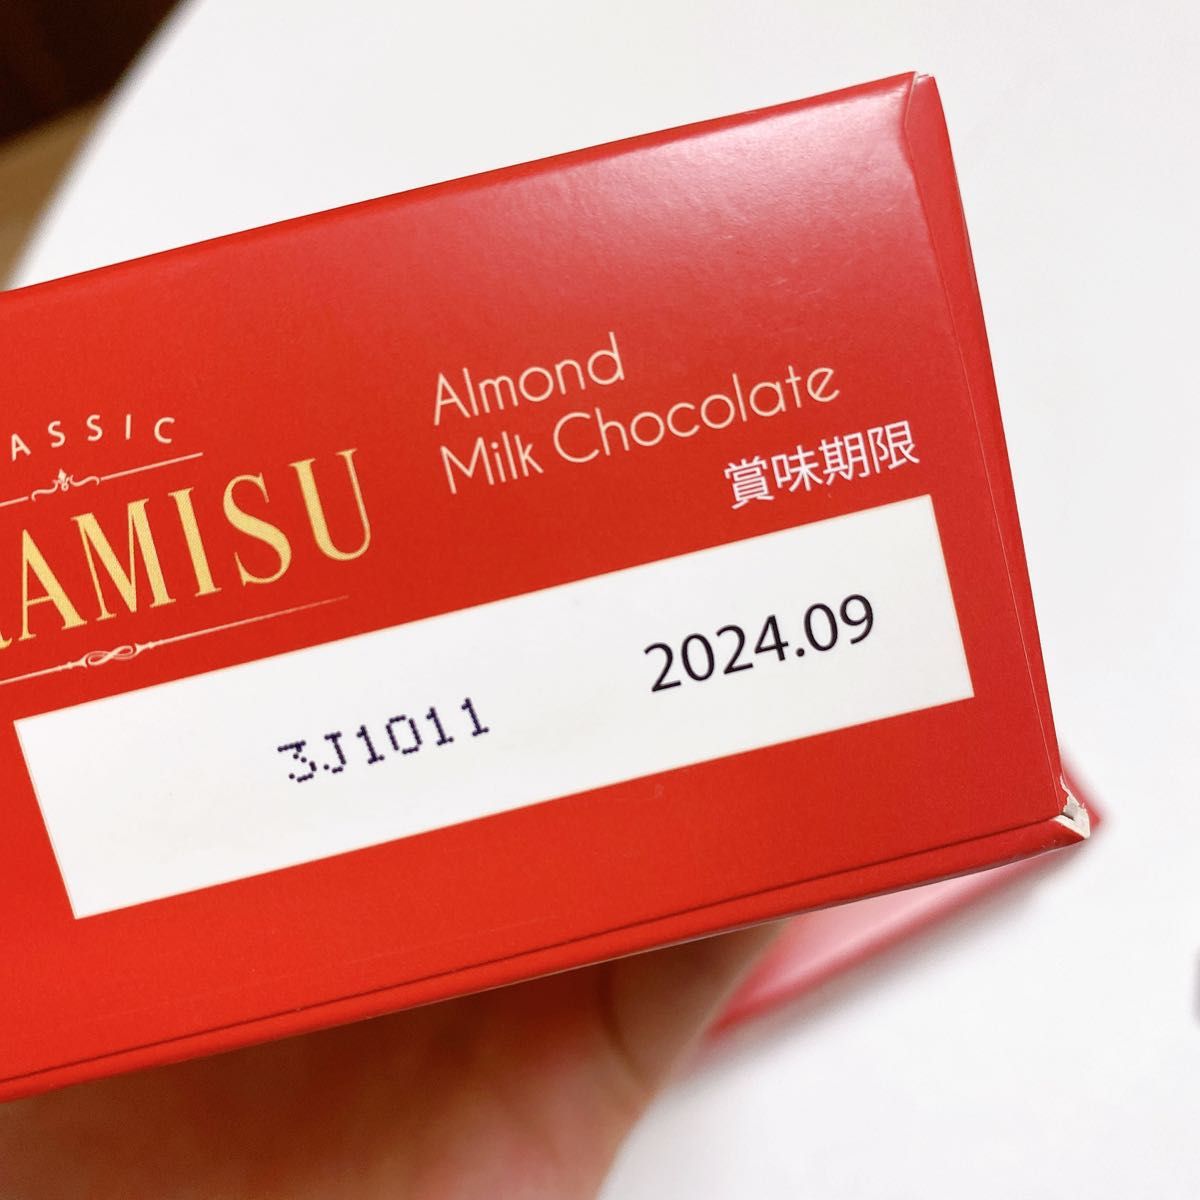 ASSIC
AMISU
Almond
Milk Chocolate
賞味期限
3J1011
2024.09